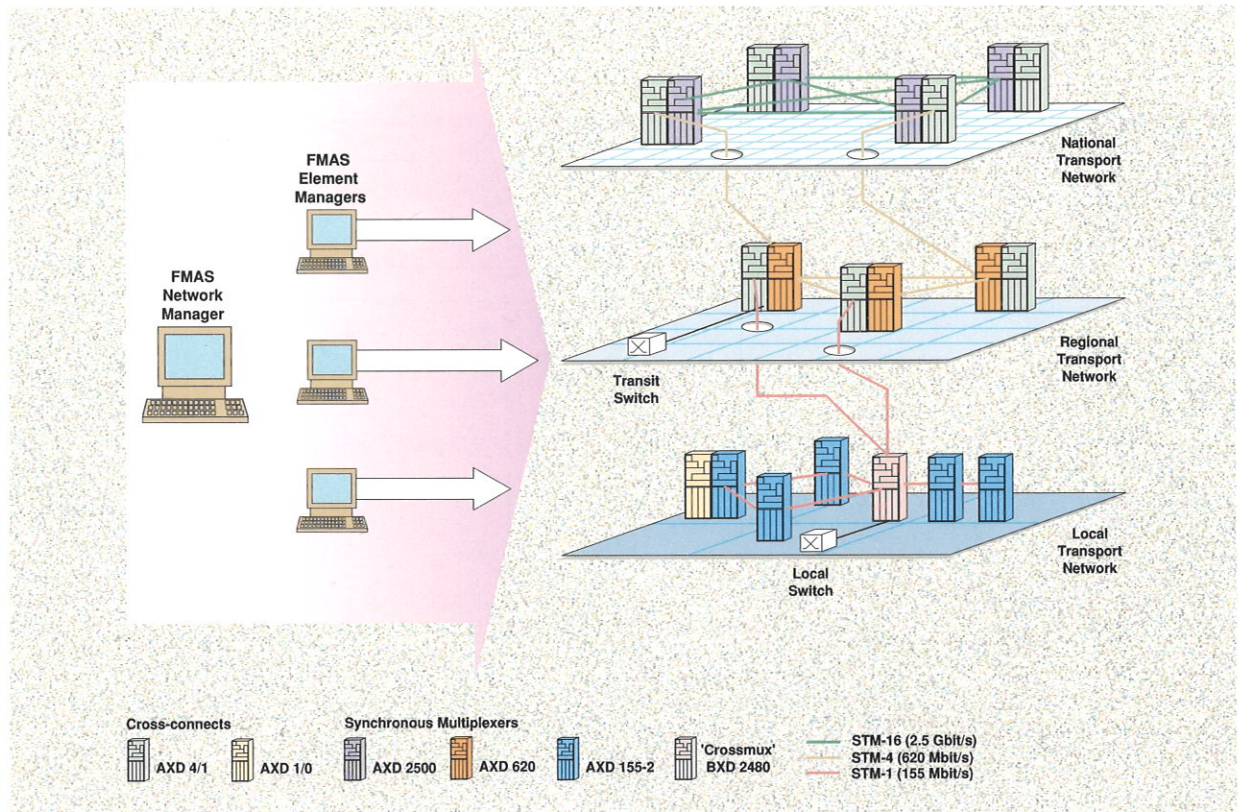 FMAS
Element
Managers
FMAS
Network
Manager
National
Transport
Network
Transit
Switch
Regional
Transport
Network
Local
Switch
Local
Transport
Network
Cross-connects
AXD 4/1
AXD 1/0
Synchronous Multiplexers
AXD 2500
AXD 620
AXD 155-2
'Crossmux'
BXD 2480
STM-16 (2.5 Gbit/s)
STM-4 (620 Mbit/s)
STM-1 (155 Mbit/s)